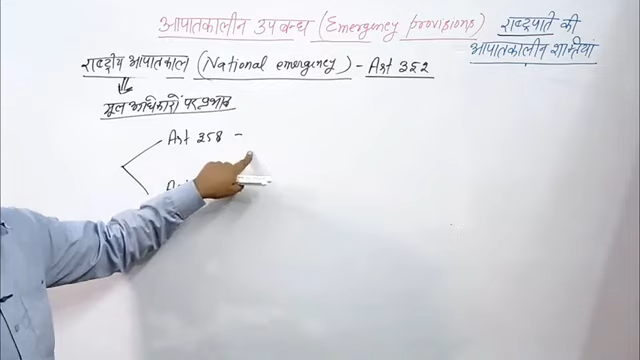 आपातकालीन उपबन्ध (Emergency provisions)
राष्ट्रपति की
आपातकालीन शक्तियां
राष्ट्रीय आपातकाल (National emergency) - Art 352
मूल अधिकारों पर प्रभाव
Art 358 -